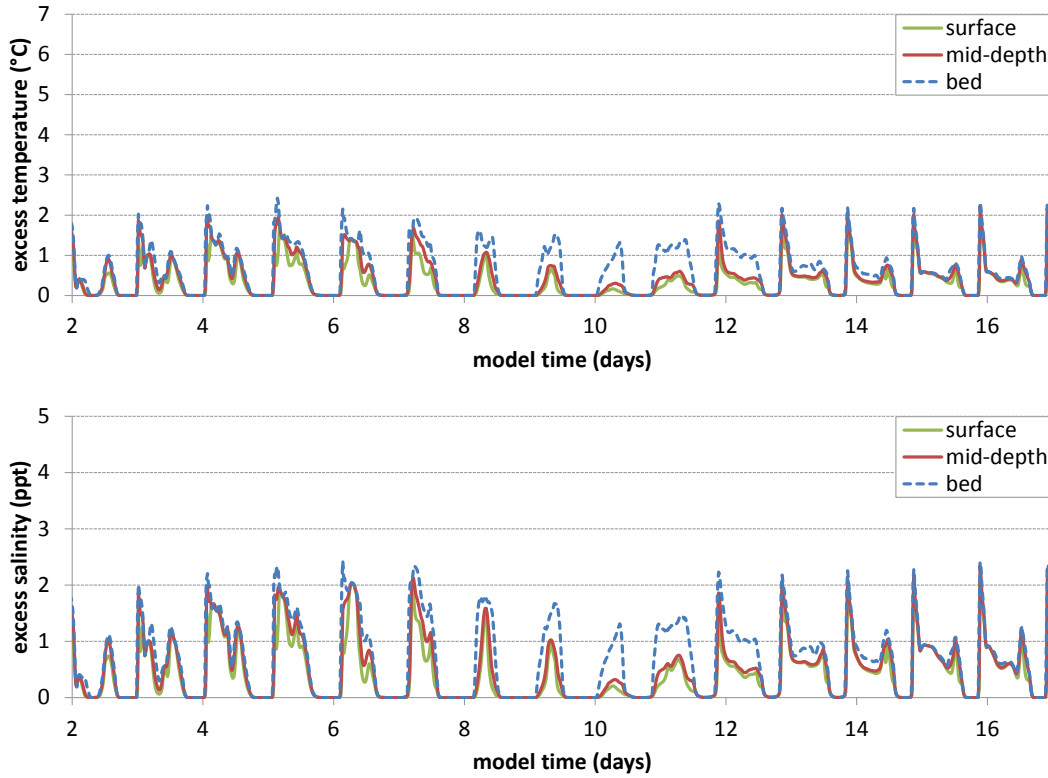 excess temperature (°C)
7
6
5
4
3
2
1
0
surface
mid-depth
bed
2 4 6 8 10 12 14 16
model time (days)
excess salinity (ppt)
5
4
3
2
1
0
surface
mid-depth
bed
2 4 6 8 10 12 14 16
model time (days)